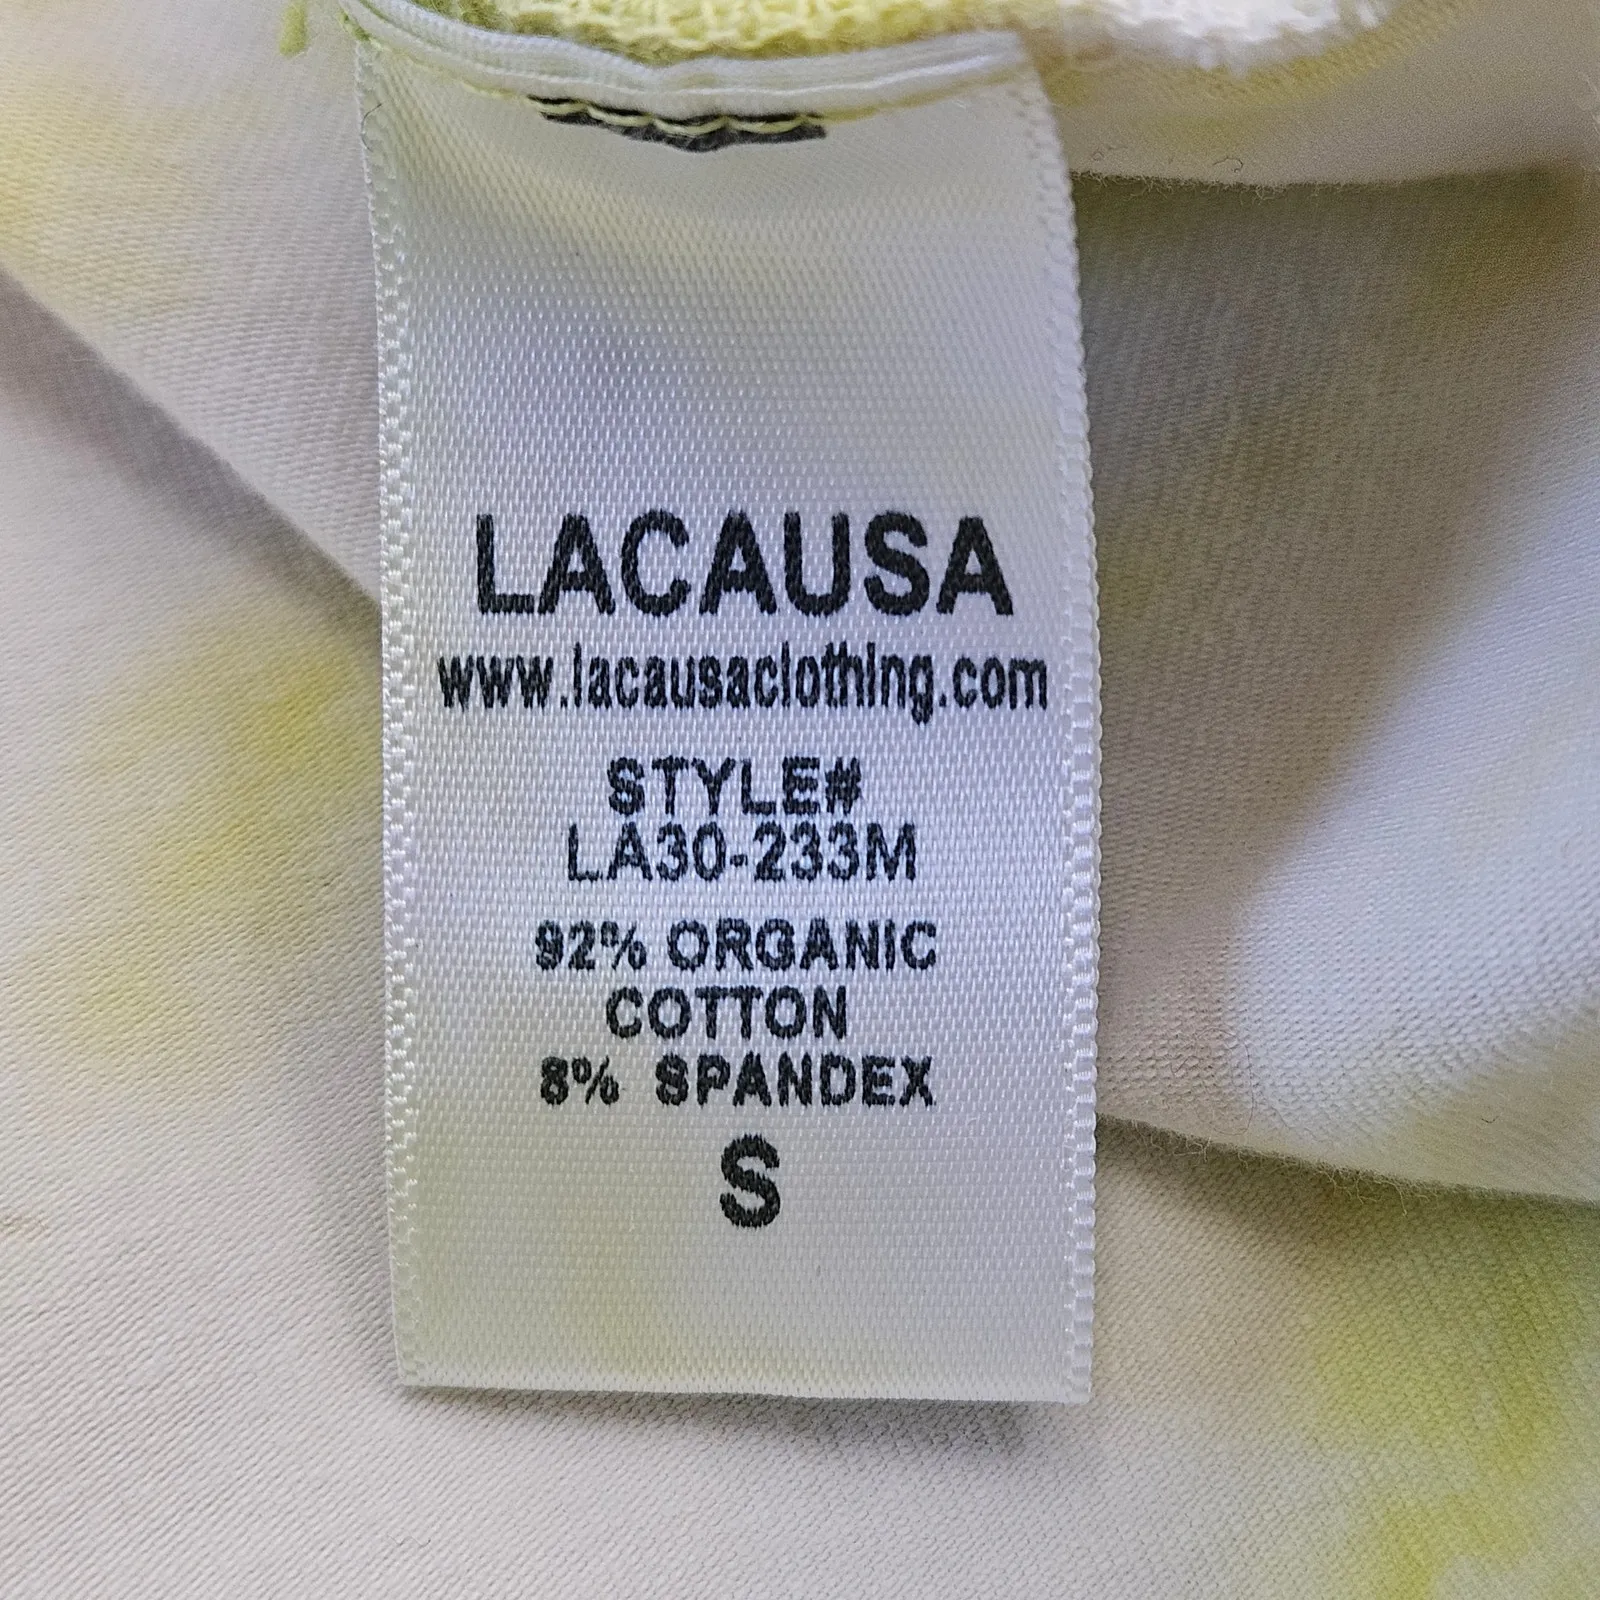 LACAUSA
www.lacausaclothing.com
STYLE#
LA30-233M
92% ORGANIC
COTTON
8% SPANDEX
S